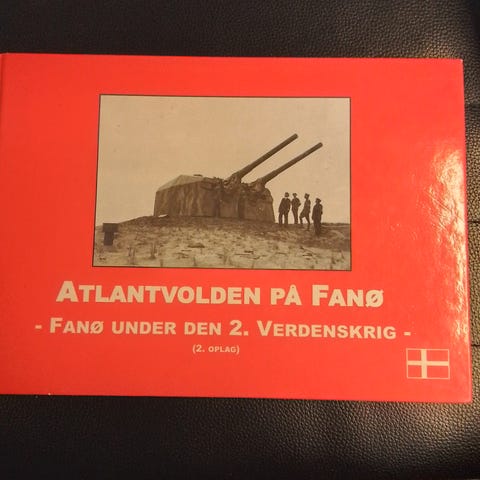 ATLANTVOLDEN PÅ FANØ
- FANØ UNDER DEN 2. VERDENSKRIG -
(2. OPLAG)